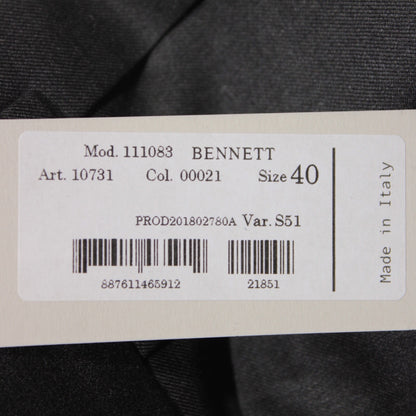 Mod. 111083 BENNETT
Art. 10731 Col. 00021 Size 40
PROD201802780A Var. S51
887611465912 21851
Made in Italy